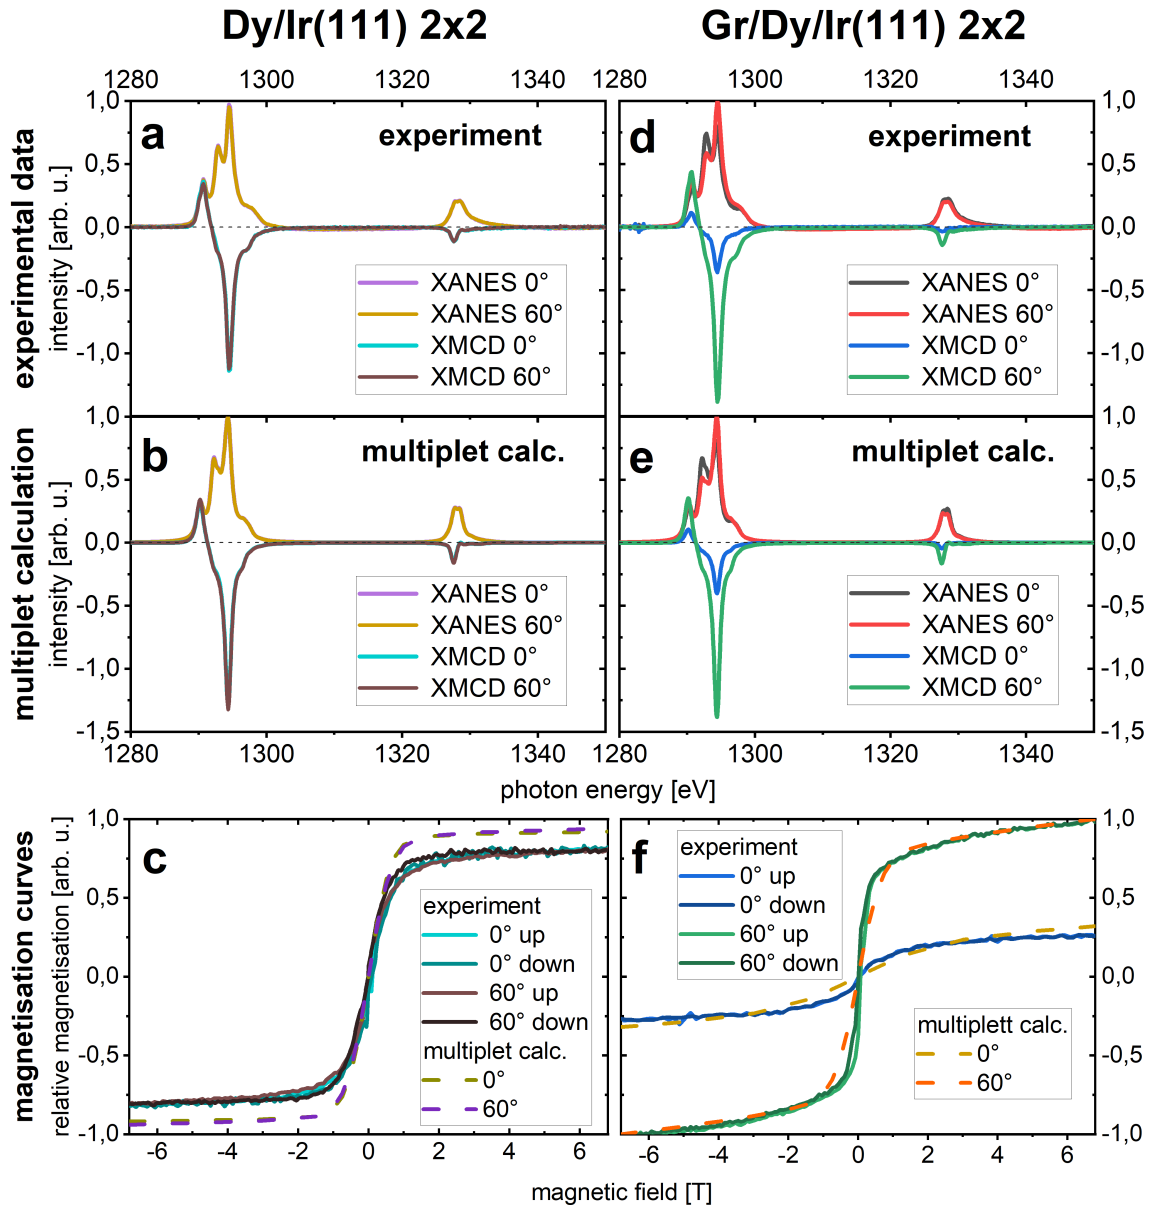 Dy/Ir(111) 2x2
Gr/Dy/Ir(111) 2x2
1280 1300 1320 1340
1280 1300 1320 1340
experimental data
intensity [arb. u.]
1,0
0,5
0,0
-0,5
-1,0
a
experiment
XANES 0°
XANES 60°
XMCD 0°
XMCD 60°
d
experiment
XANES 0°
XANES 60°
XMCD 0°
XMCD 60°
1,0
0,5
0,0
-0,5
-1,0
multiplet calculation
intensity [arb. u.]
1,0
0,5
0,0
-0,5
-1,0
-1,5
b
multiplet calc.
XANES 0°
XANES 60°
XMCD 0°
XMCD 60°
e
multiplet calc.
XANES 0°
XANES 60°
XMCD 0°
XMCD 60°
1,0
0,5
0,0
-0,5
-1,0
-1,5
1280 1300 1320 1340
1280 1300 1320 1340
photon energy [eV]
magnetisation curves
relative magnetisation [arb. u.]
1,0
0,5
0,0
-0,5
-1,0
c
experiment
0° up
0° down
60° up
60° down
multiplet calc.
0°
60°
f
experiment
0° up
0° down
60° up
60° down
multiplett calc.
0°
60°
1,0
0,5
0,0
-0,5
-1,0
-6 -4 -2 0 2 4 6
-6 -4 -2 0 2 4 6
magnetic field [T]